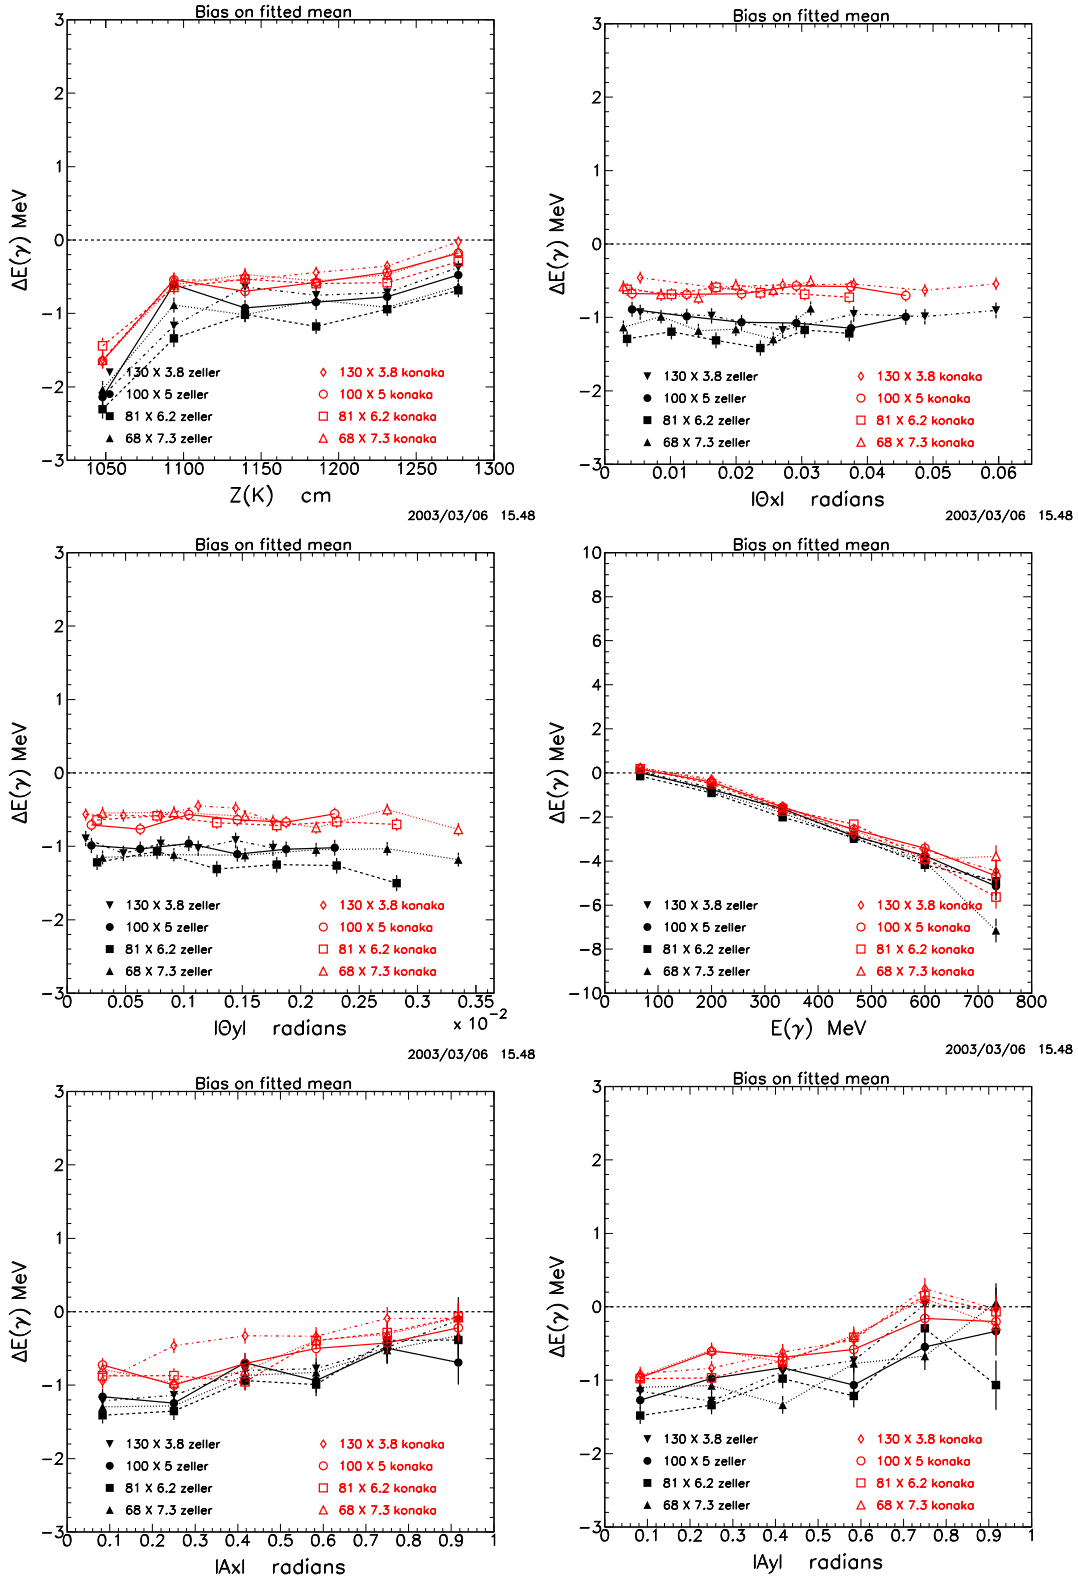 Bias on fitted mean
ΔE(γ) MeV
3
2
1
0
−1
−2
−3
130 X 3.8 zeller
100 X 5 zeller
81 X 6.2 zeller
68 X 7.3 zeller
130 X 3.8 konaka
100 X 5 konaka
81 X 6.2 konaka
68 X 7.3 konaka
1050 1100 1150 1200 1250 1300
Z(K) cm
2003/03/06 15.48
Bias on fitted mean
ΔE(γ) MeV
3
2
1
0
−1
−2
−3
130 X 3.8 zeller
100 X 5 zeller
81 X 6.2 zeller
68 X 7.3 zeller
130 X 3.8 konaka
100 X 5 konaka
81 X 6.2 konaka
68 X 7.3 konaka
0 0.01 0.02 0.03 0.04 0.05 0.06
|Θx| radians
2003/03/06 15.48
Bias on fitted mean
ΔE(γ) MeV
3
2
1
0
−1
−2
−3
130 X 3.8 zeller
100 X 5 zeller
81 X 6.2 zeller
68 X 7.3 zeller
130 X 3.8 konaka
100 X 5 konaka
81 X 6.2 konaka
68 X 7.3 konaka
0 0.05 0.1 0.15 0.2 0.25 0.3 0.35
x 10⁻²
|Θy| radians
2003/03/06 15.48
Bias on fitted mean
ΔE(γ) MeV
10
8
6
4
2
0
−2
−4
−6
−8
−10
130 X 3.8 zeller
100 X 5 zeller
81 X 6.2 zeller
68 X 7.3 zeller
130 X 3.8 konaka
100 X 5 konaka
81 X 6.2 konaka
68 X 7.3 konaka
0 100 200 300 400 500 600 700 800
E(γ) MeV
2003/03/06 15.48
Bias on fitted mean
ΔE(γ) MeV
3
2
1
0
−1
−2
−3
130 X 3.8 zeller
100 X 5 zeller
81 X 6.2 zeller
68 X 7.3 zeller
130 X 3.8 konaka
100 X 5 konaka
81 X 6.2 konaka
68 X 7.3 konaka
0 0.1 0.2 0.3 0.4 0.5 0.6 0.7 0.8 0.9 1
|Ax| radians
Bias on fitted mean
ΔE(γ) MeV
3
2
1
0
−1
−2
−3
130 X 3.8 zeller
100 X 5 zeller
81 X 6.2 zeller
68 X 7.3 zeller
130 X 3.8 konaka
100 X 5 konaka
81 X 6.2 konaka
68 X 7.3 konaka
0 0.1 0.2 0.3 0.4 0.5 0.6 0.7 0.8 0.9 1
|Ay| radians